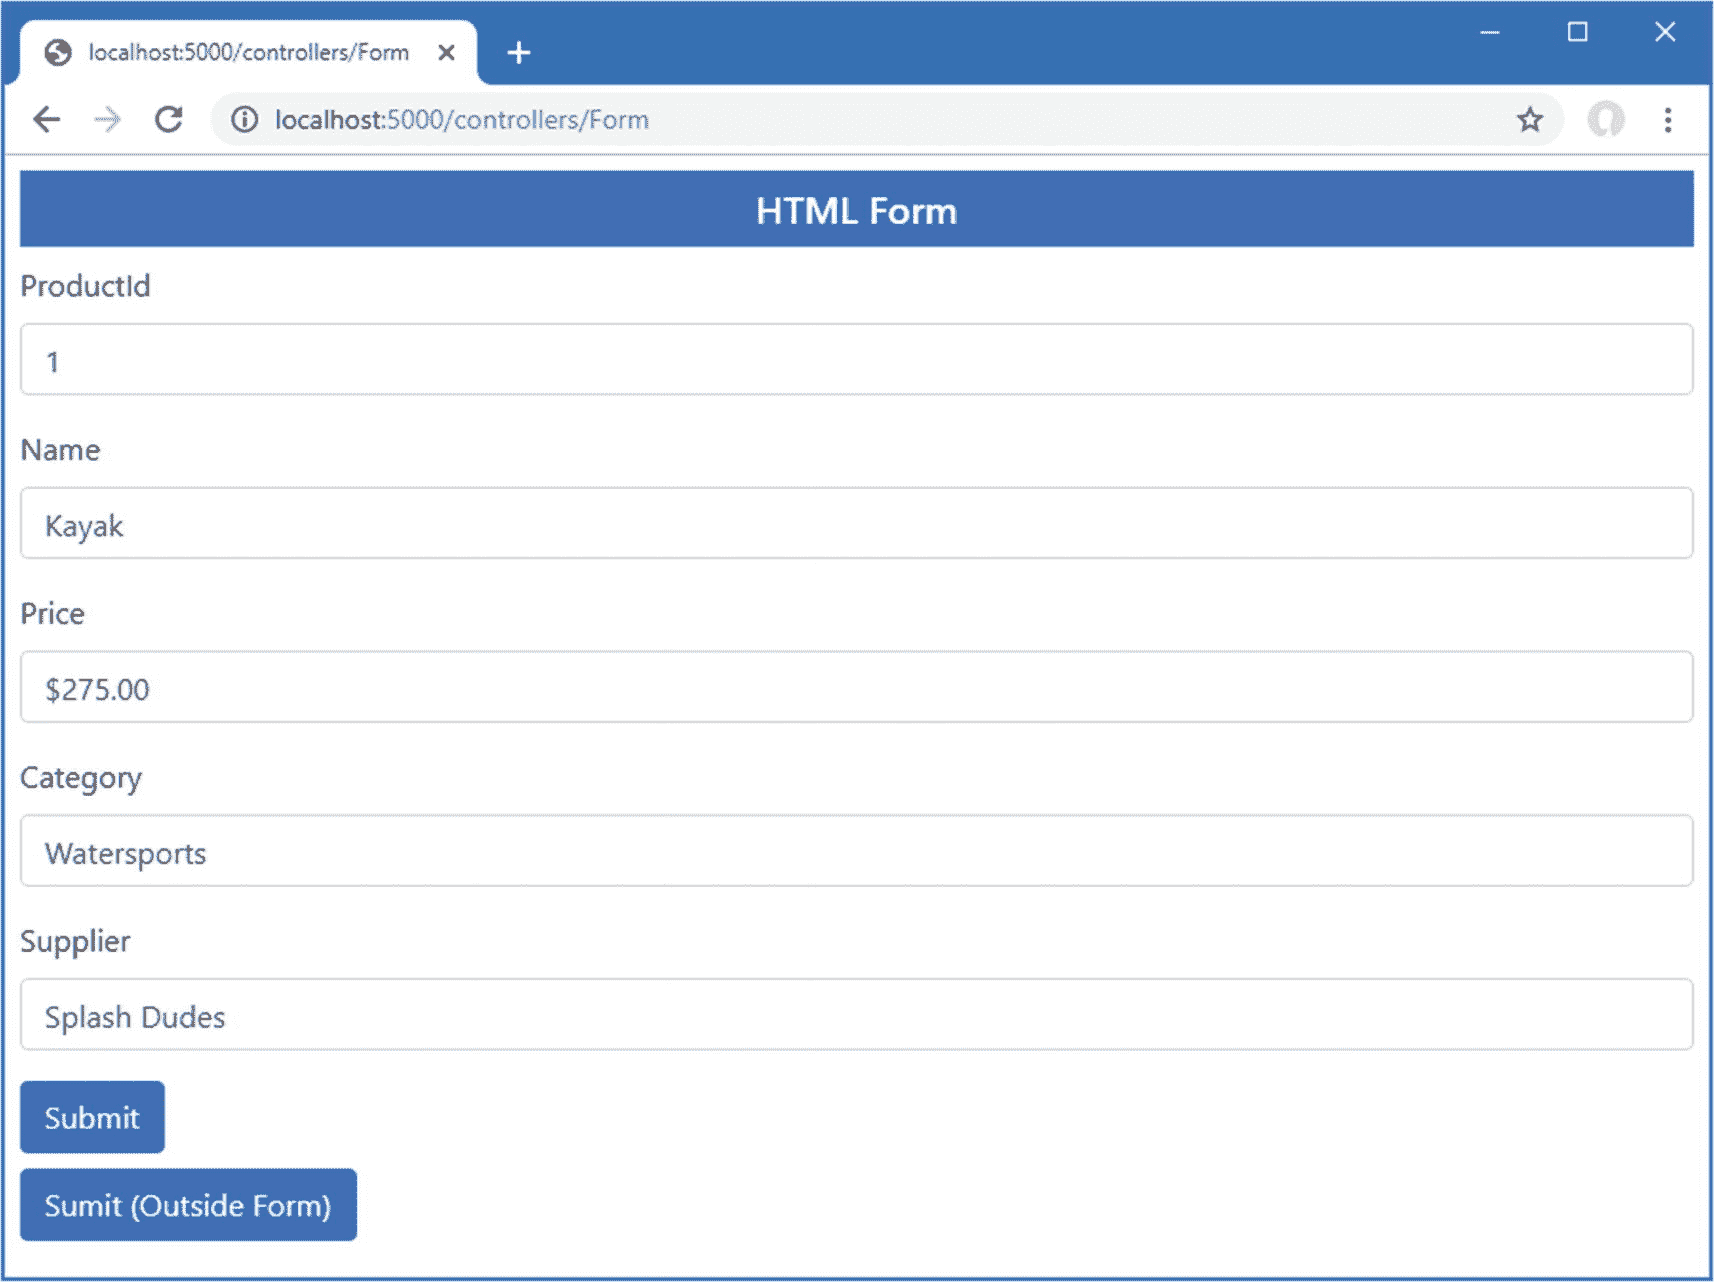 localhost:5000/controllers/Form
localhost:5000/controllers/Form
HTML Form
ProductId
1
Name
Kayak
Price
$275.00
Category
Watersports
Supplier
Splash Dudes
Submit
Sumit (Outside Form)